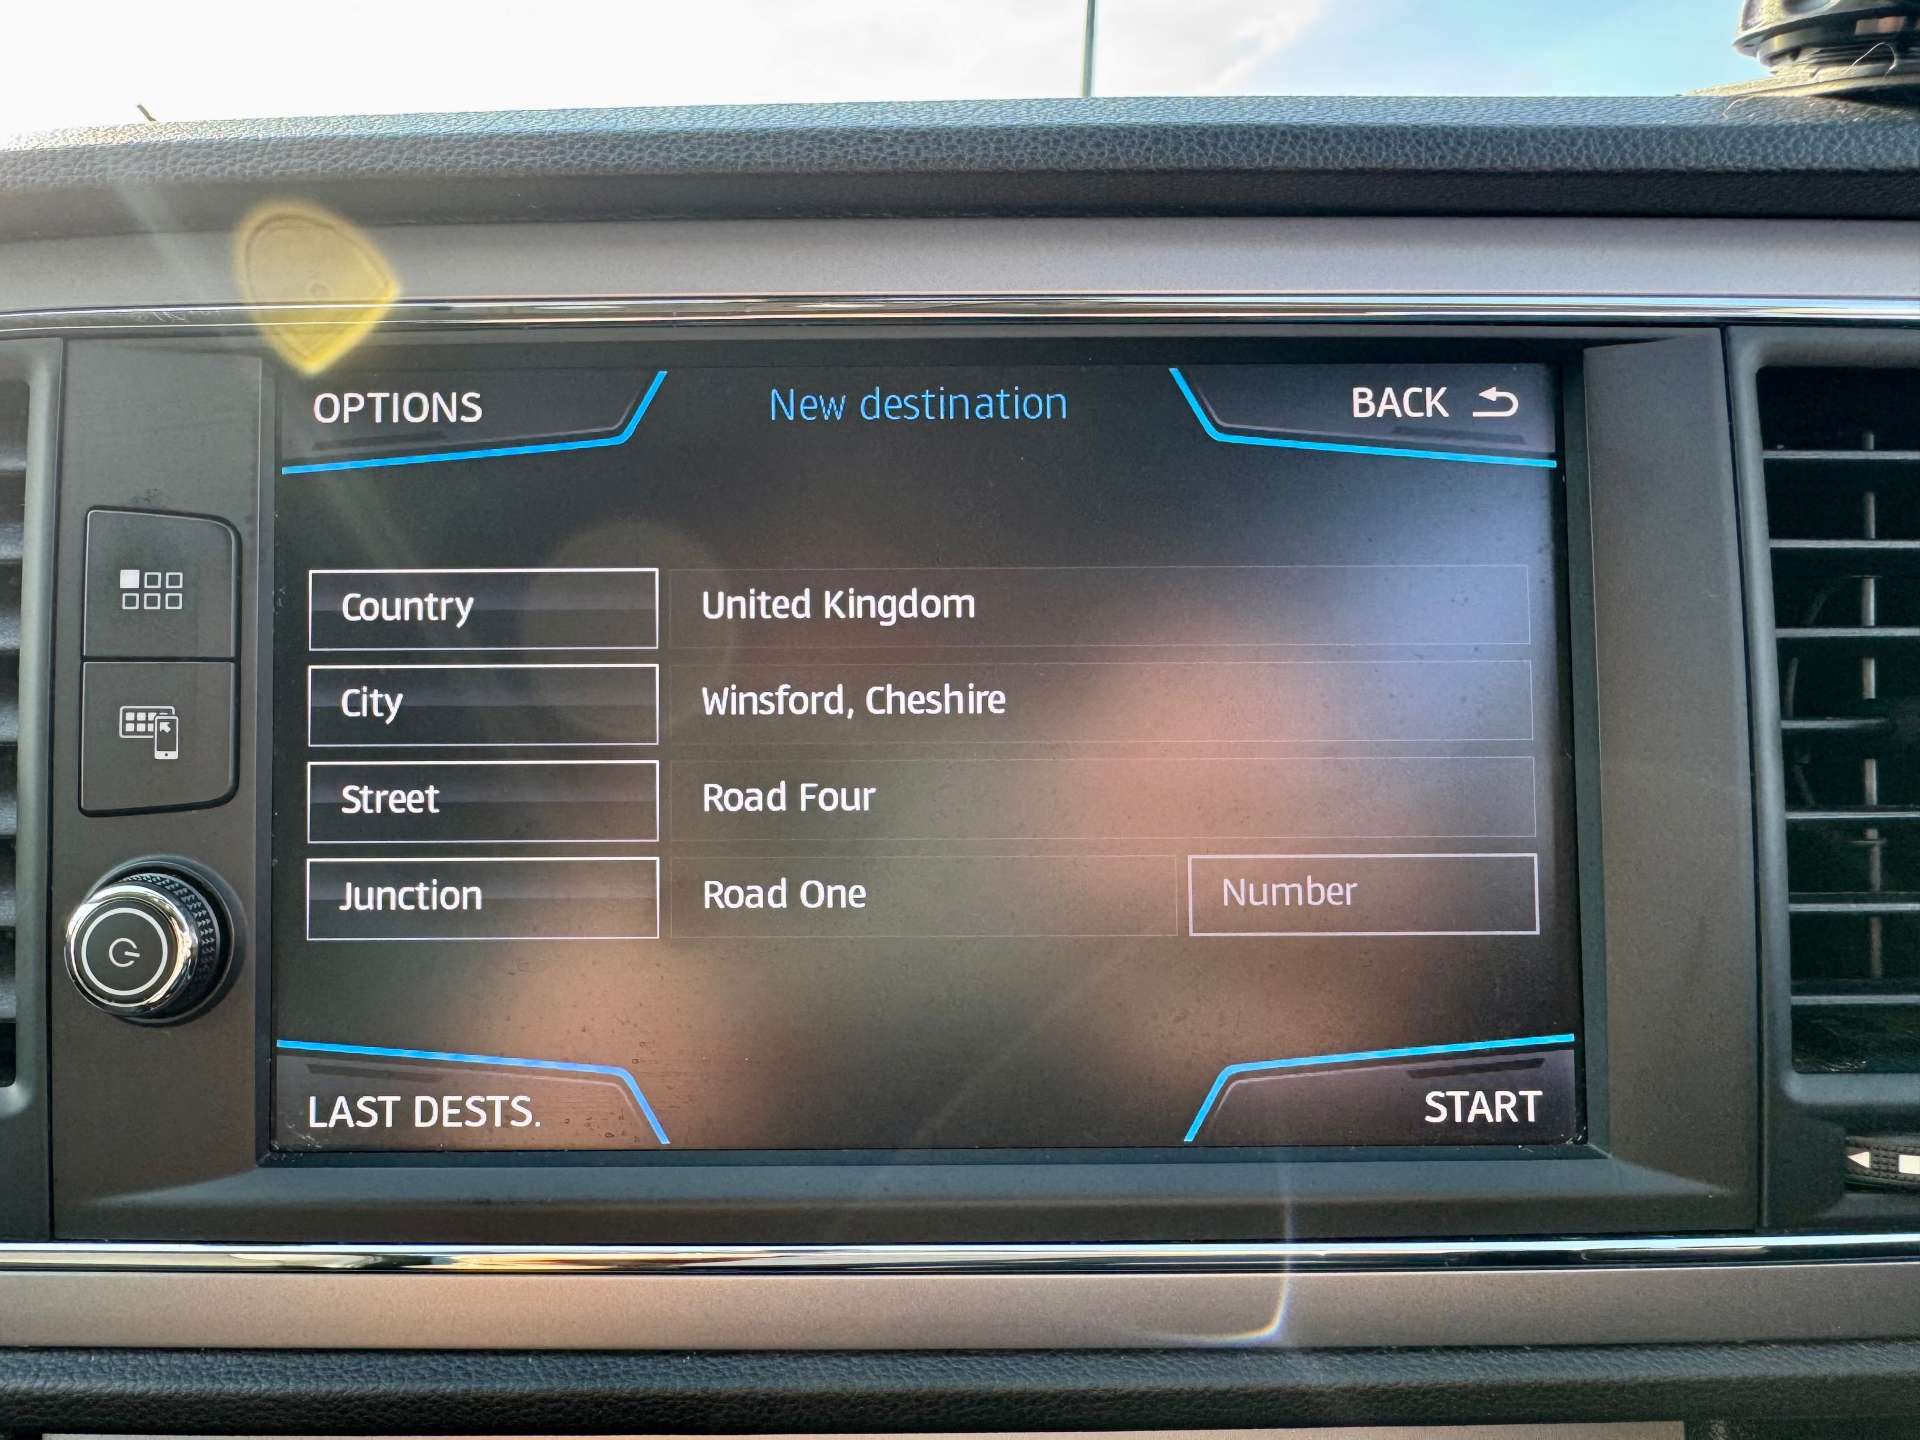 OPTIONS
New destination
BACK
Country
United Kingdom
City
Winsford, Cheshire
Street
Road Four
Junction
Road One
Number
LAST DESTS.
START